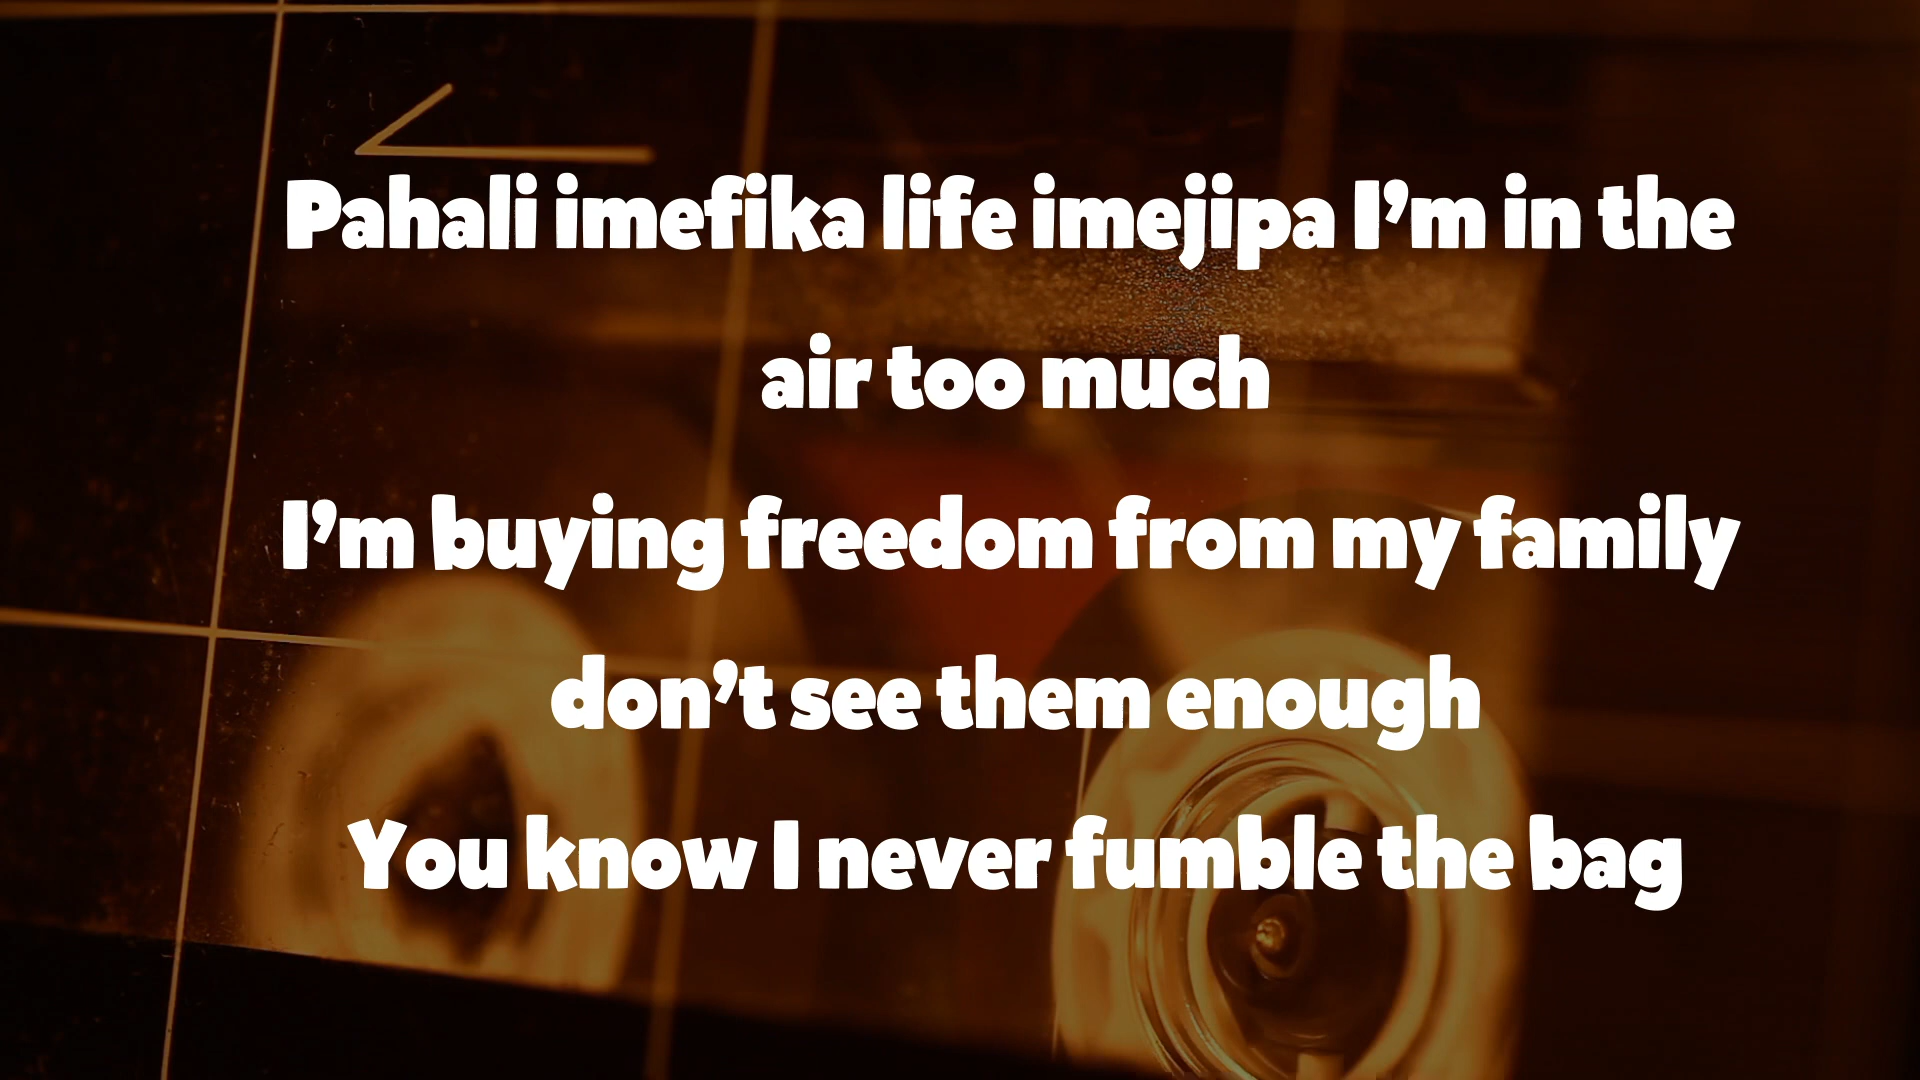 Pahali imefika life imejipa I’m in the
air too much
I’m buying freedom from my family
don’t see them enough
You know I never fumble the bag